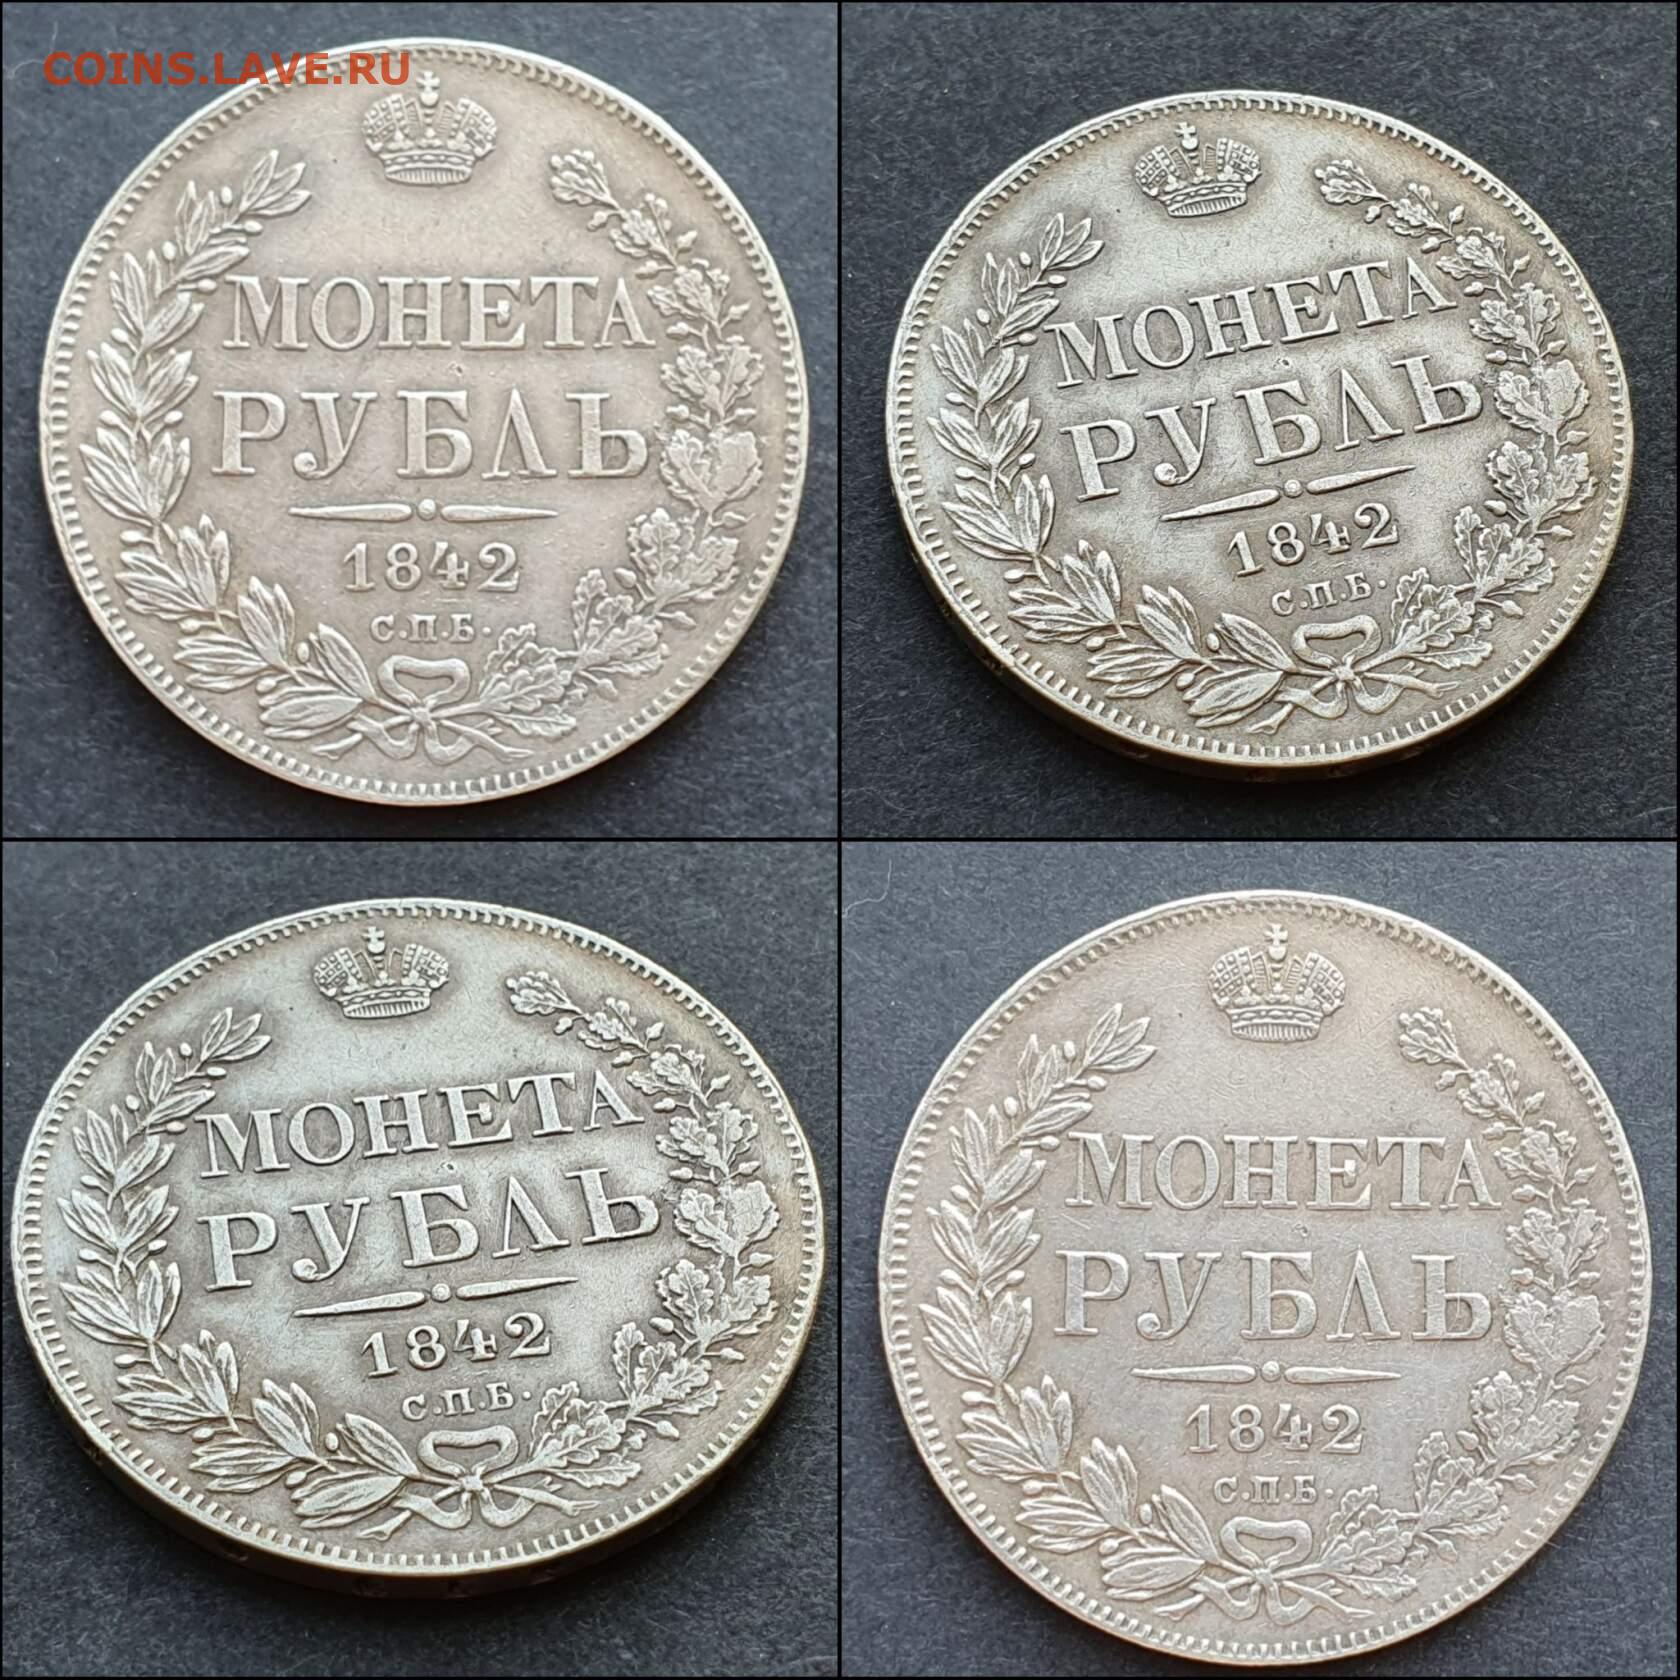 COINS.LAVE.RU
МОНЕТА
РУБЛЬ
1842
С.П.Б.
МОНЕТА
РУБЛЬ
1842
С.П.Б.
МОНЕТА
РУБЛЬ
1842
С.П.Б.
МОНЕТА
РУБЛЬ
1842
С.П.Б.